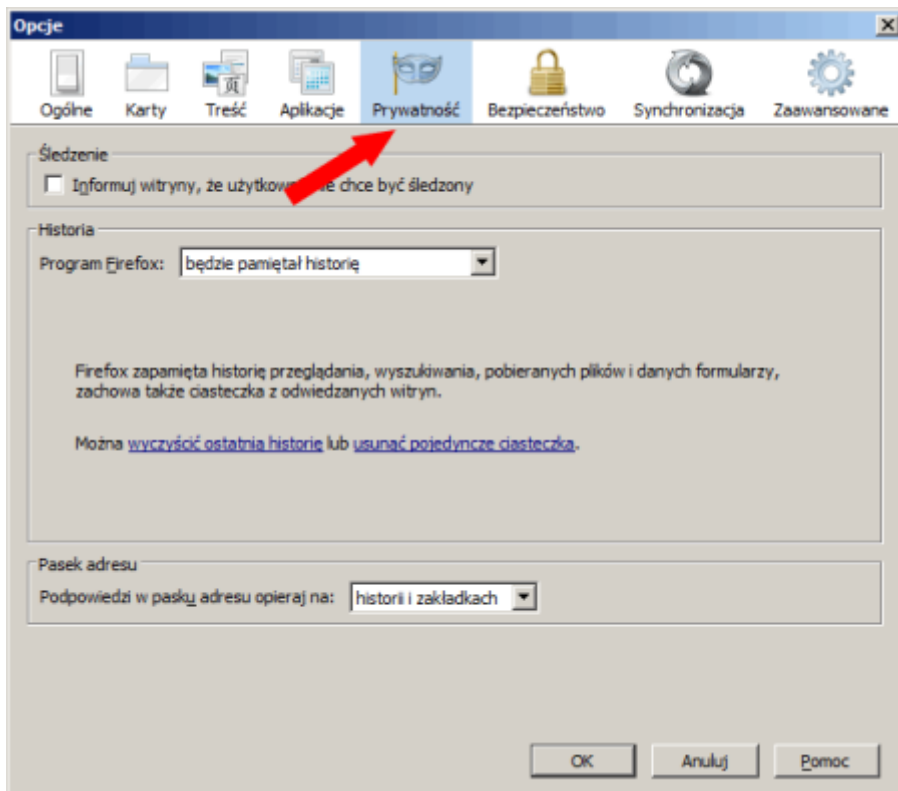 Opcje
Ogólne Karty Treść Aplikacje Prywatność Bezpieczeństwo Synchronizacja Zaawansowane
Śledzenie
Informuj witryny, że chce być śledzony
Historia
Program Firefox: będzie pamiętał historię
Firefox zapamięta historię przeglądania, wyszukiwania, pobieranych plików i danych formularzy,
zachowa także ciasteczka z odwiedzanych witryn.
Można wyczyścić ostatnią historię lub usunąć pojedyncze ciasteczka.
Pasek adresu
Podpowiedzi w pasku adresu opieraj na: historii i zakładkach
OK Anuluj Pomoc